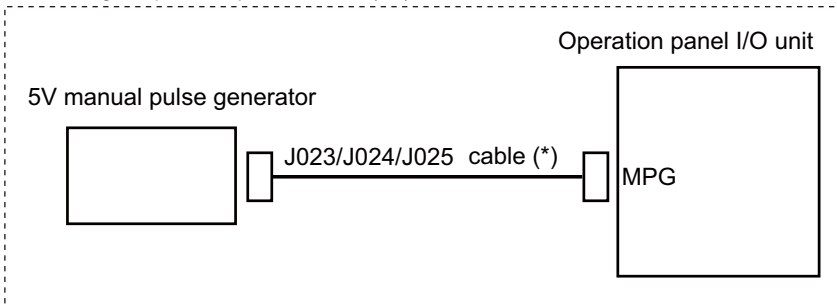 Operation panel I/O unit
5V manual pulse generator
J023/J024/J025 cable (*)
MPG